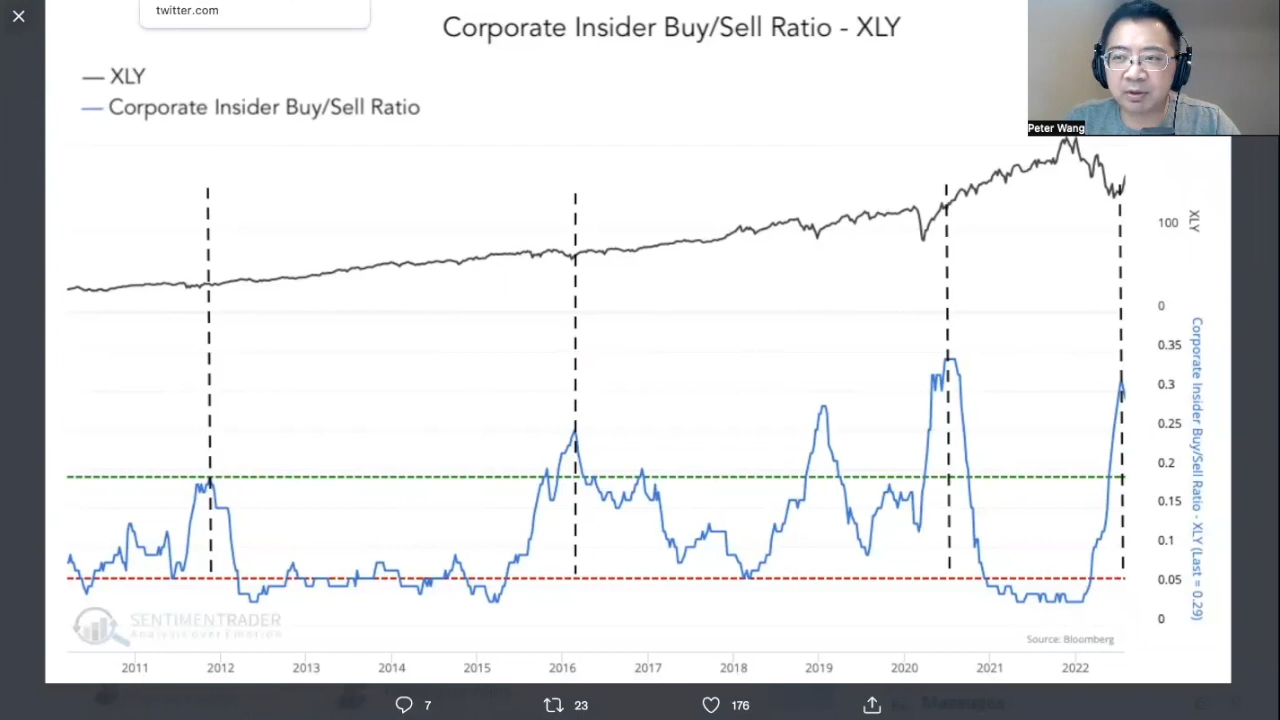 twitter.com
Corporate Insider Buy/Sell Ratio - XLY
XLY
Corporate Insider Buy/Sell Ratio
Peter Wang
100
0
XLY
0.35
0.3
0.25
0.2
0.15
0.1
0.05
0
Corporate Insider Buy/Sell Ratio - XLY (Last = 0.29)
SENTIMENTRADER
Analysis over Emotion
Source: Bloomberg
2011 2012 2013 2014 2015 2016 2017 2018 2019 2020 2021 2022
7 23 176
Messages